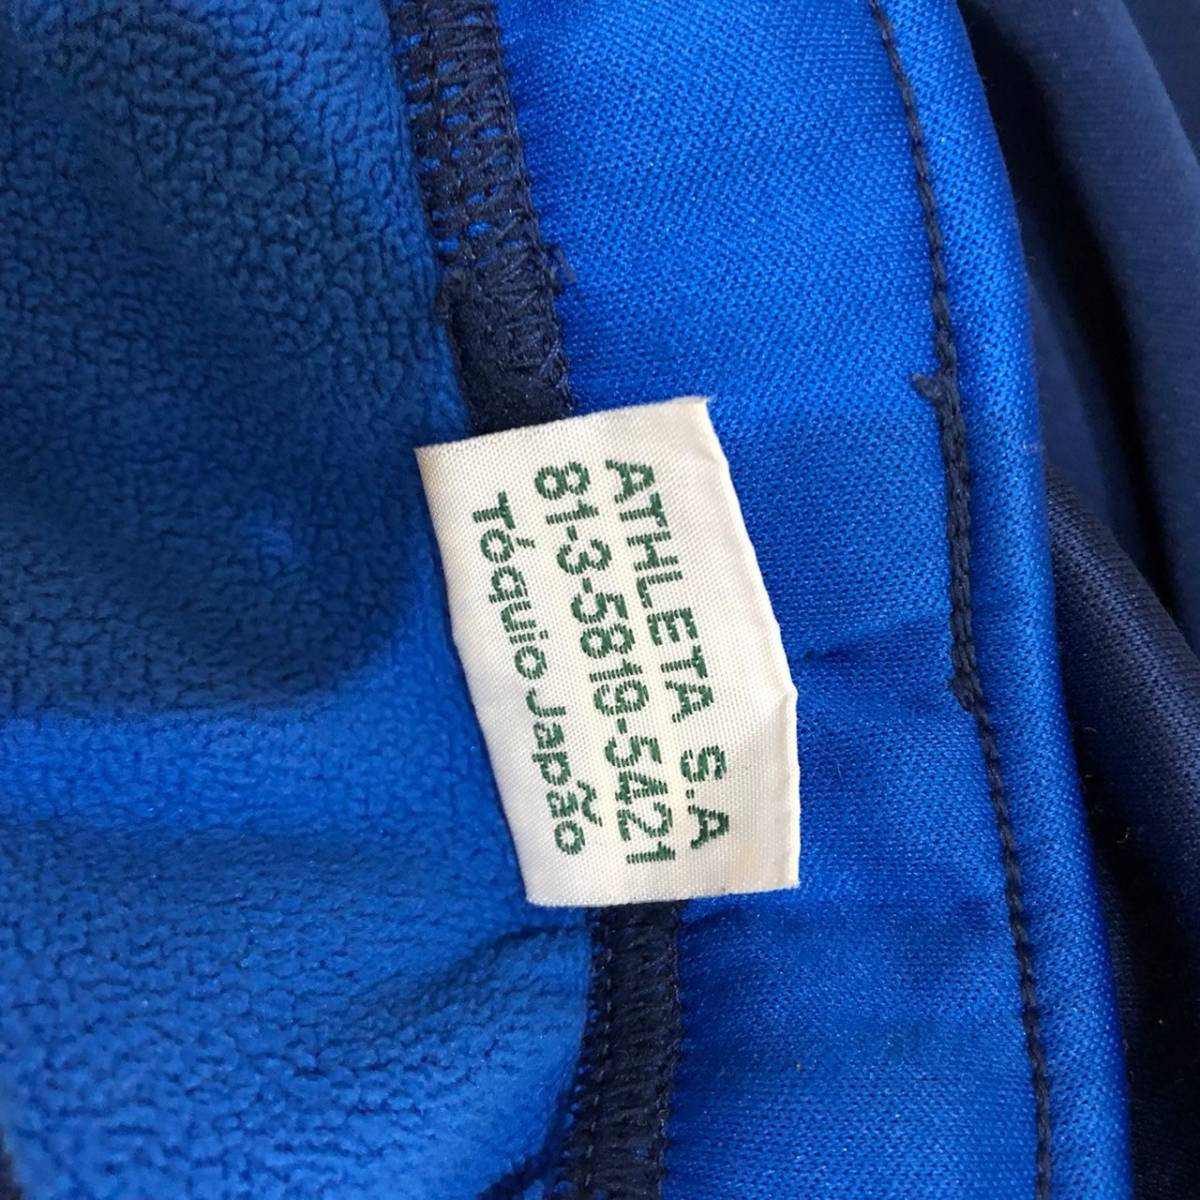 ATHLETA S.A
81-3-5819-5421
Tóquio Japão